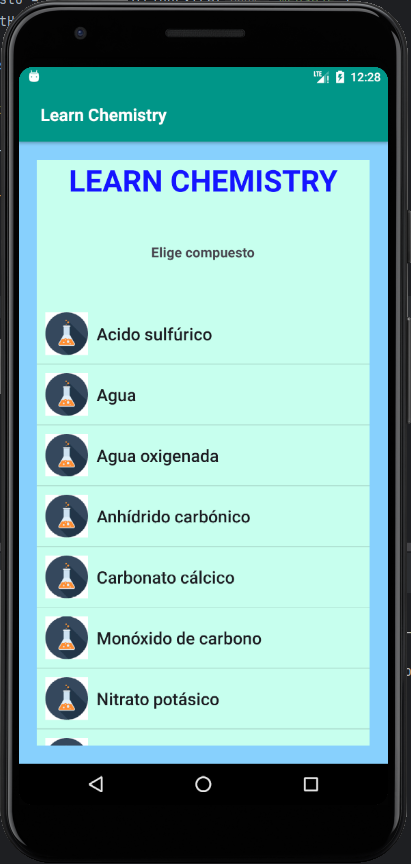 LTE 12:28
Learn Chemistry
LEARN CHEMISTRY
Elige compuesto
Acido sulfúrico
Agua
Agua oxigenada
Anhídrido carbónico
Carbonato cálcico
Monóxido de carbono
Nitrato potásico